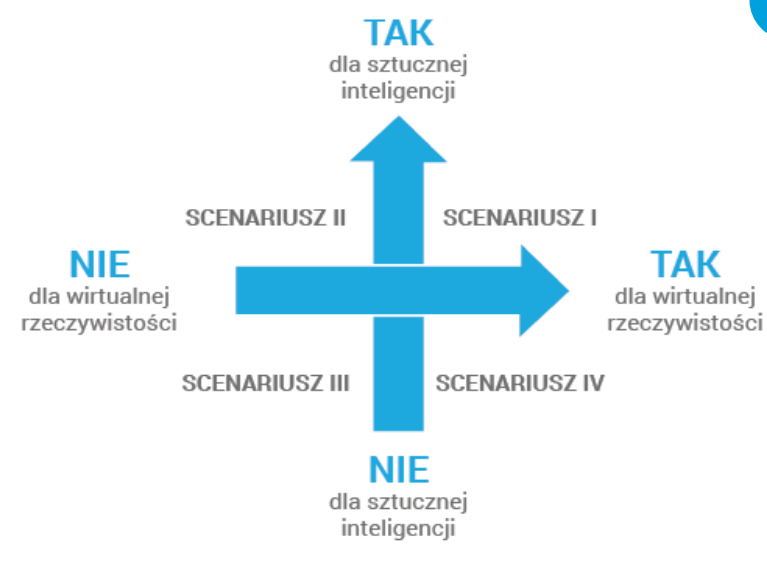 TAK
dla sztucznej
inteligencji
SCENARIUSZ II
SCENARIUSZ I
NIE
dla wirtualnej
rzeczywistości
TAK
dla wirtualnej
rzeczywistości
SCENARIUSZ III
SCENARIUSZ IV
NIE
dla sztucznej
inteligencji